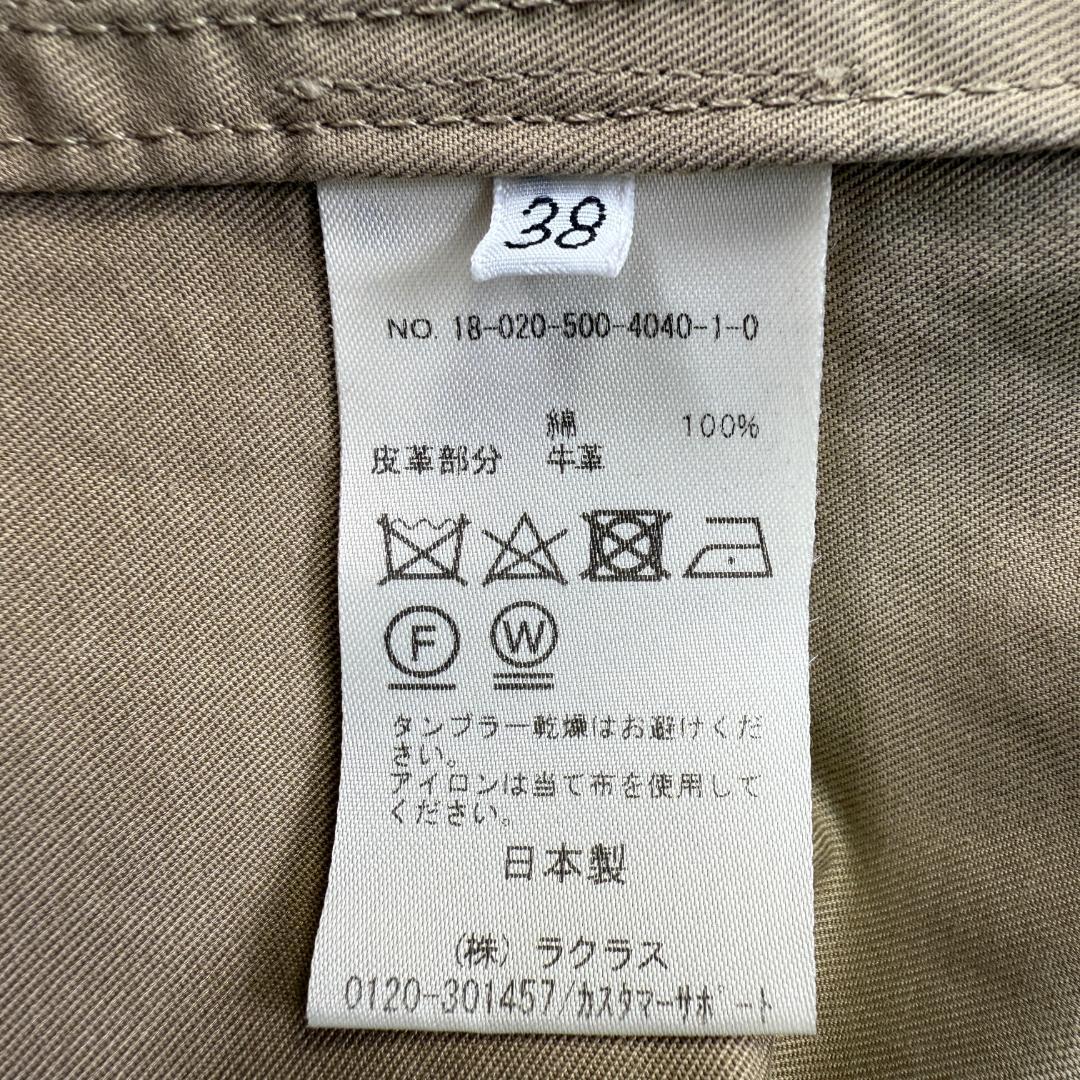 38
NO. 18-020-500-4040-1-0
綿 100%
皮革部分 牛革
F W
タンブラー乾燥はお避けくだ
さい。
アイロンは当て布を使用して
ください。
日本製
(株) ラクラス
0120-301457/カスタマーサポート